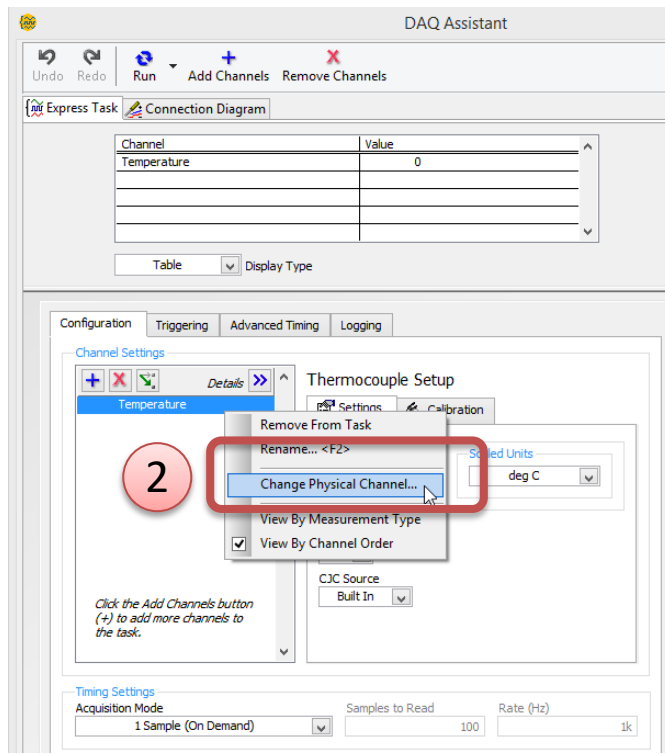 DAQ Assistant
Undo Redo Run Add Channels Remove Channels
Express Task Connection Diagram
Channel Value
Temperature 0
Table Display Type
Configuration Triggering Advanced Timing Logging
Channel Settings
Details
Temperature
Thermocouple Setup
Settings Calibration
Remove From Task
Rename... <F2>
Change Physical Channel...
View By Measurement Type
View By Channel Order
2
Units
deg C
CJC Source
Built In
Click the Add Channels button
(+) to add more channels to
the task.
Timing Settings
Acquisition Mode Samples to Read Rate (Hz)
1 Sample (On Demand) 100 1k